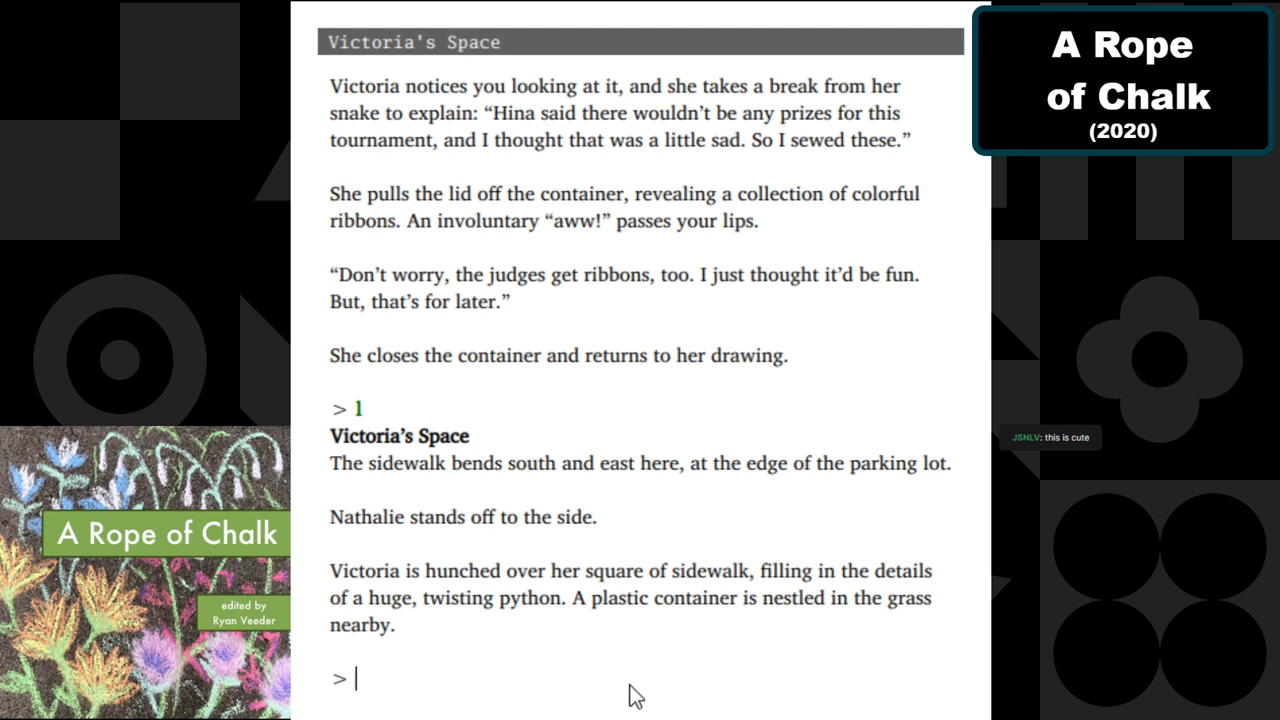 Victoria's Space
Victoria notices you looking at it, and she takes a break from her
snake to explain: “Hina said there wouldn’t be any prizes for this
tournament, and I thought that was a little sad. So I sewed these.”
She pulls the lid off the container, revealing a collection of colorful
ribbons. An involuntary “aww!” passes your lips.
“Don’t worry, the judges get ribbons, too. I just thought it’d be fun.
But, that’s for later.”
She closes the container and returns to her drawing.
> l
Victoria’s Space
The sidewalk bends south and east here, at the edge of the parking lot.
Nathalie stands off to the side.
Victoria is hunched over her square of sidewalk, filling in the details
of a huge, twisting python. A plastic container is nestled in the grass
nearby.
>
A Rope
of Chalk
(2020)
JSNLV: this is cute
A Rope of Chalk
edited by
Ryan Veeder